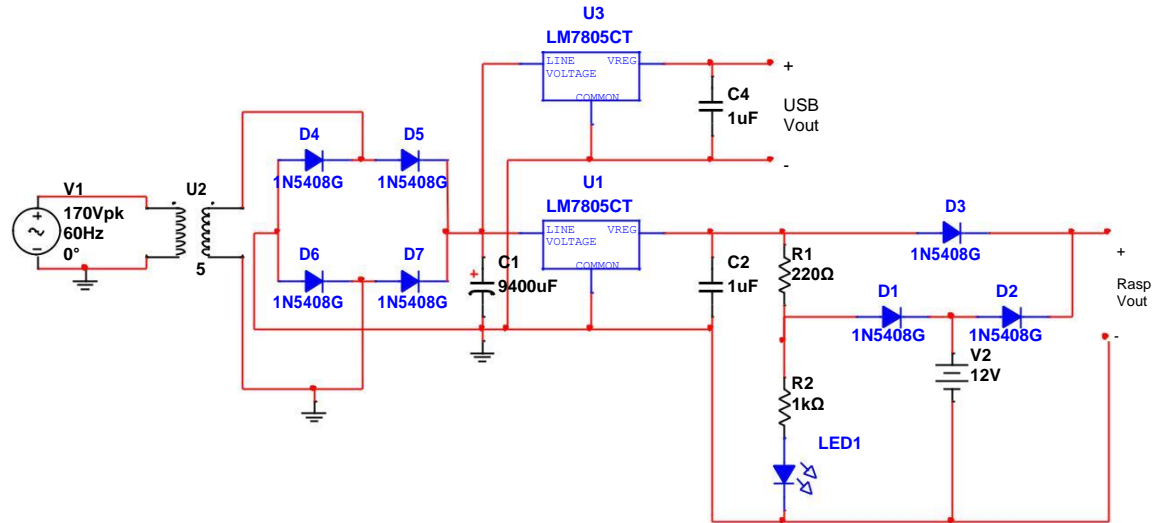 U3
LM7805CT
LINE VREG
VOLTAGE
COMMON
+
C4
1uF
USB
Vout
-
D4
D5
1N5408G
1N5408G
V1
170Vpk
60Hz
0°
+
~
-
U2
5
U1
LM7805CT
LINE VREG
VOLTAGE
COMMON
D3
1N5408G
+
Rasp
Vout
-
D6
D7
1N5408G
1N5408G
+
C1
9400uF
C2
1uF
R1
220Ω
D1
D2
1N5408G
1N5408G
V2
12V
R2
1kΩ
LED1